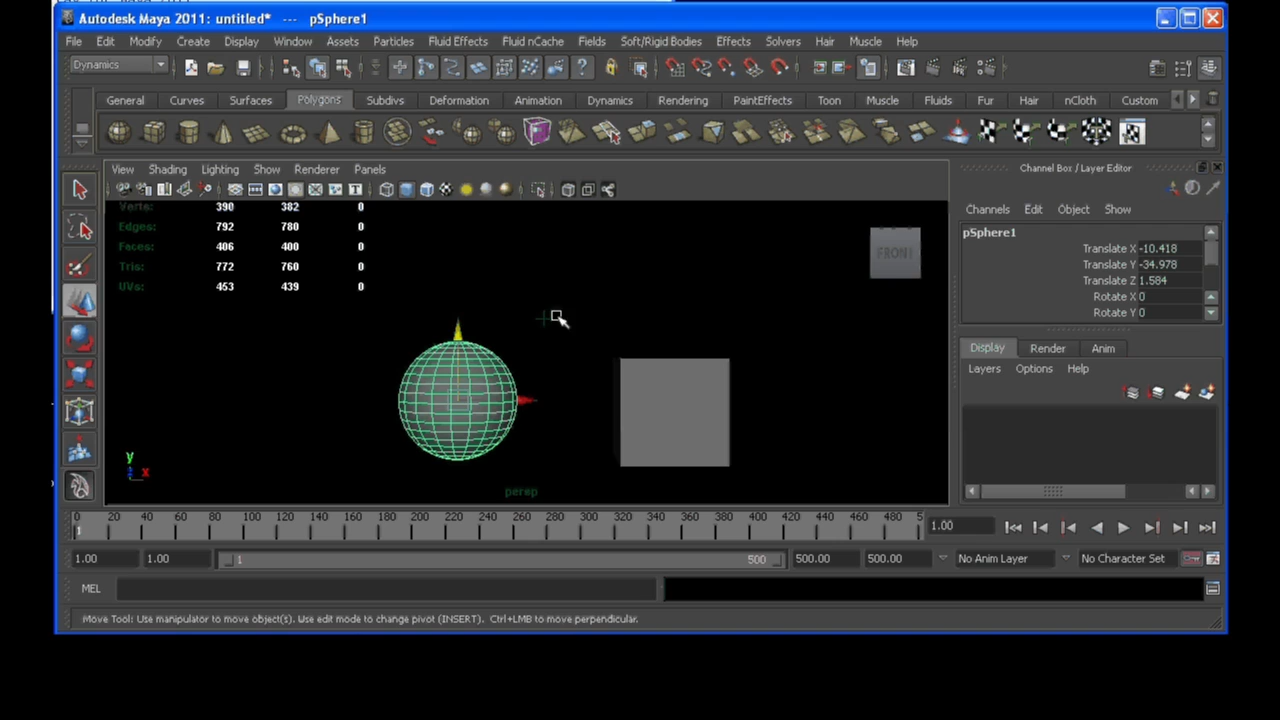 Autodesk Maya 2011: untitled* --- pSphere1
File Edit Modify Create Display Window Assets Particles Fluid Effects Fluid nCache Fields Soft/Rigid Bodies Effects Solvers Hair Muscle Help
Dynamics
General Curves Surfaces Polygons Subdivs Deformation Animation Dynamics Rendering PaintEffects Toon Muscle Fluids Fur Hair nCloth Custom
View Shading Lighting Show Renderer Panels
Channel Box / Layer Editor
Channels Edit Object Show
Verts: 390 382 0
Edges: 792 780 0
Faces: 406 400 0
Tris: 772 760 0
UVs: 453 439 0
FRONT
pSphere1
Translate X -10.418
Translate Y -34.978
Translate Z 1.584
Rotate X 0
Rotate Y 0
Display Render Anim
Layers Options Help
y
z x
persp
0 20 40 60 80 100 120 140 160 180 200 220 240 260 280 300 320 340 360 380 400 420 440 460 480 5
1
1.00
1.00 1.00 1 500 500.00 500.00 No Anim Layer No Character Set
MEL
Move Tool: Use manipulator to move object(s). Use edit mode to change pivot (INSERT). Ctrl+LMB to move perpendicular.